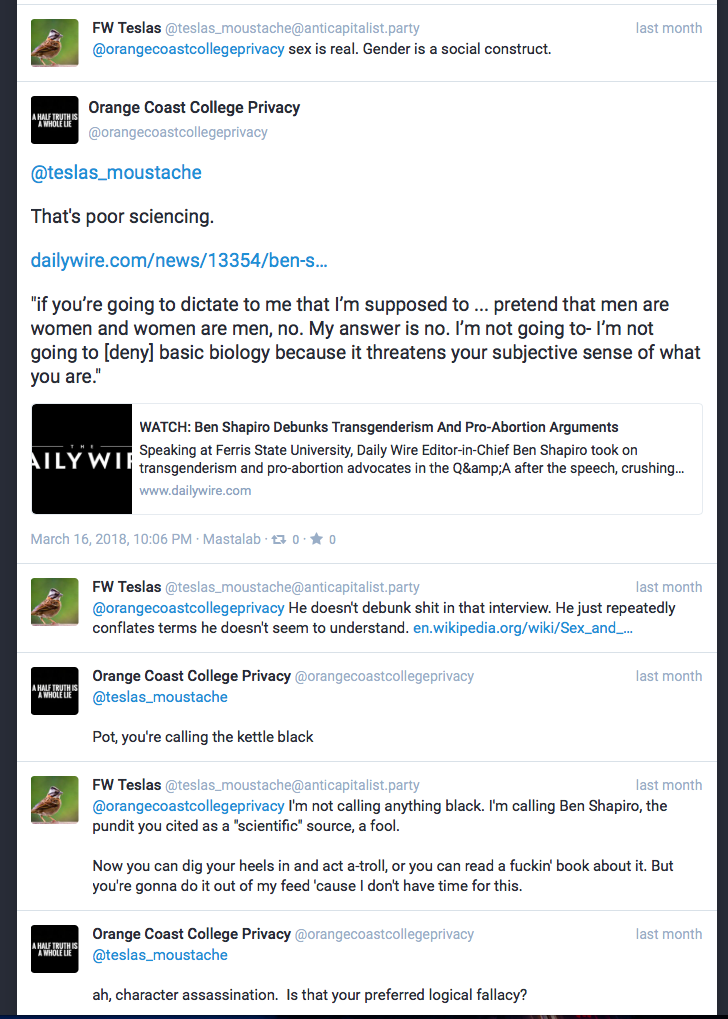 FW Teslas @teslas_moustache@anticapitalist.party last month
@orangecoastcollegeprivacy sex is real. Gender is a social construct.
A HALF TRUTH IS
A WHOLE LIE
Orange Coast College Privacy
@orangecoastcollegeprivacy
@teslas_moustache
That's poor sciencing.
dailywire.com/news/13354/ben-s...
"if you’re going to dictate to me that I’m supposed to ... pretend that men are
women and women are men, no. My answer is no. I’m not going to- I’m not
going to [deny] basic biology because it threatens your subjective sense of what
you are."
THE
AILY WIR
WATCH: Ben Shapiro Debunks Transgenderism And Pro-Abortion Arguments
Speaking at Ferris State University, Daily Wire Editor-in-Chief Ben Shapiro took on
transgenderism and pro-abortion advocates in the Q&amp;A after the speech, crushing...
www.dailywire.com
March 16, 2018, 10:06 PM · Mastalab · 0 · 0
FW Teslas @teslas_moustache@anticapitalist.party last month
@orangecoastcollegeprivacy He doesn't debunk shit in that interview. He just repeatedly
conflates terms he doesn't seem to understand. en.wikipedia.org/wiki/Sex_and_...
A HALF TRUTH IS
A WHOLE LIE
Orange Coast College Privacy @orangecoastcollegeprivacy last month
@teslas_moustache
Pot, you're calling the kettle black
FW Teslas @teslas_moustache@anticapitalist.party last month
@orangecoastcollegeprivacy I'm not calling anything black. I'm calling Ben Shapiro, the
pundit you cited as a "scientific" source, a fool.
Now you can dig your heels in and act a-troll, or you can read a fuckin' book about it. But
you're gonna do it out of my feed 'cause I don't have time for this.
A HALF TRUTH IS
A WHOLE LIE
Orange Coast College Privacy @orangecoastcollegeprivacy last month
@teslas_moustache
ah, character assassination.  Is that your preferred logical fallacy?